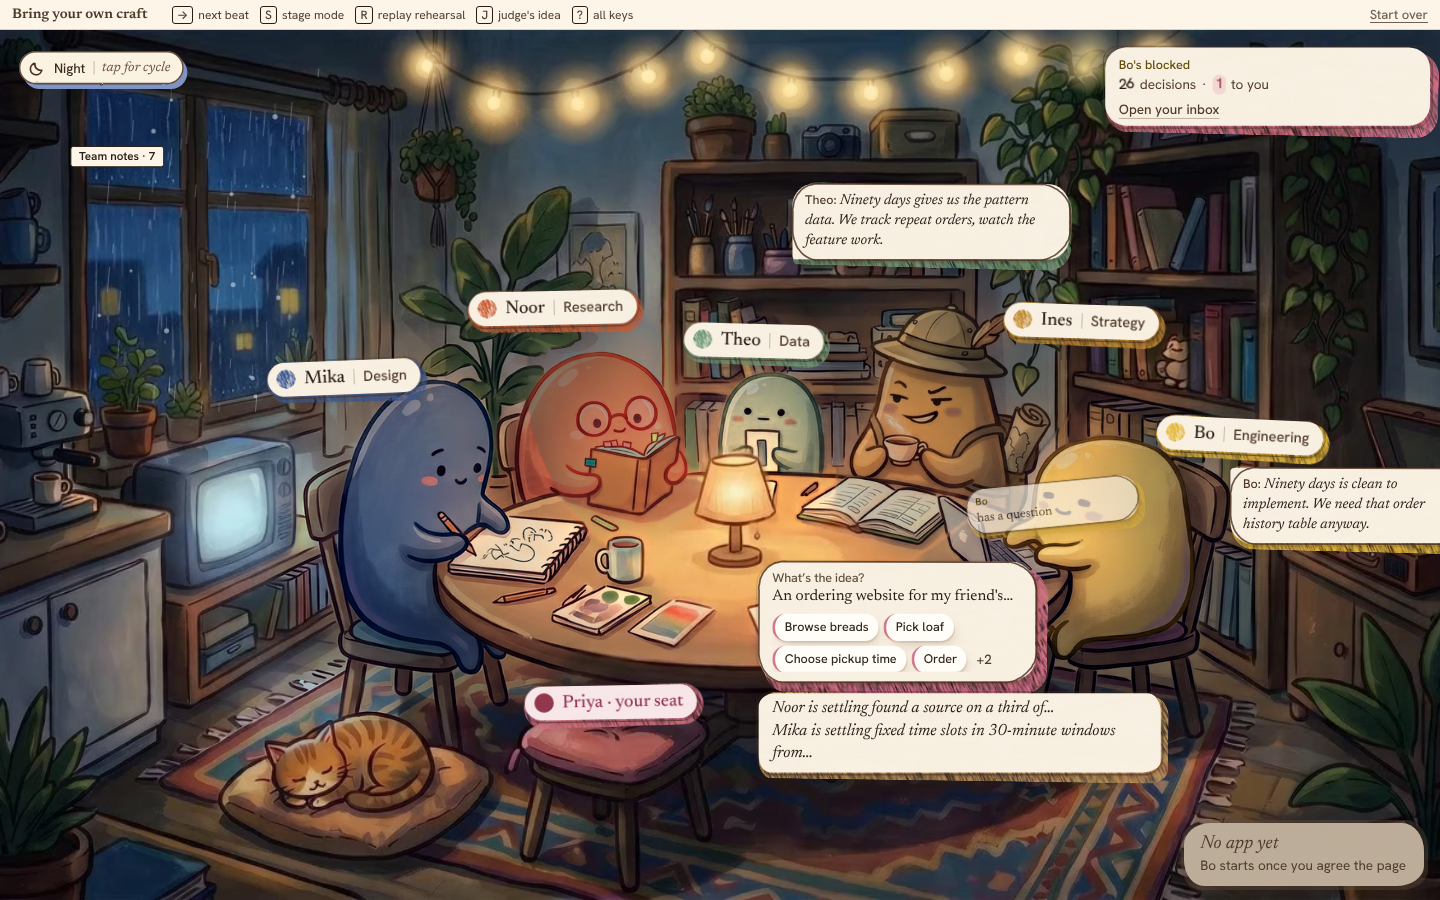 Bring your own craft
→ next beat S stage mode R replay rehearsal J judge's idea ? all keys
Start over
Night | tap for cycle
Bo's blocked
26 decisions · 1 to you
Open your inbox
Team notes · 7
Theo: Ninety days gives us the pattern
data. We track repeat orders, watch the
feature work.
Noor | Research
Theo | Data
Ines | Strategy
Mika | Design
Bo | Engineering
Bo: Ninety days is clean to
implement. We need that order
history table anyway.
Bo
has a question
What's the idea?
An ordering website for my friend's...
Browse breads
Pick loaf
Choose pickup time
Order
+2
Priya · your seat
Noor is settling found a source on a third of...
Mika is settling fixed time slots in 30-minute windows
from...
No app yet
Bo starts once you agree the page